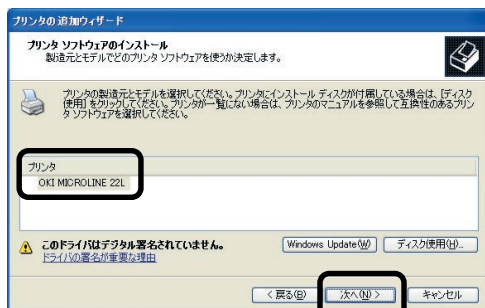 プリンタの追加ウィザード
プリンタ ソフトウェアのインストール
製造元とモデルでどのプリンタ ソフトウェアを使うか決定します。
プリンタの製造元とモデルを選択してください。プリンタにインストール ディスクが付属している場合は、[ディスク
使用] をクリックしてください。プリンタが一覧にない場合は、プリンタのマニュアルを参照して互換性のあるプリン
タ ソフトウェアを選択してください。
プリンタ
OKI MICROLINE 22L
このドライバはデジタル署名されていません。
ドライバの署名が重要な理由
Windows Update(W)
ディスク使用(H)...
< 戻る(B)
次へ(N) >
キャンセル